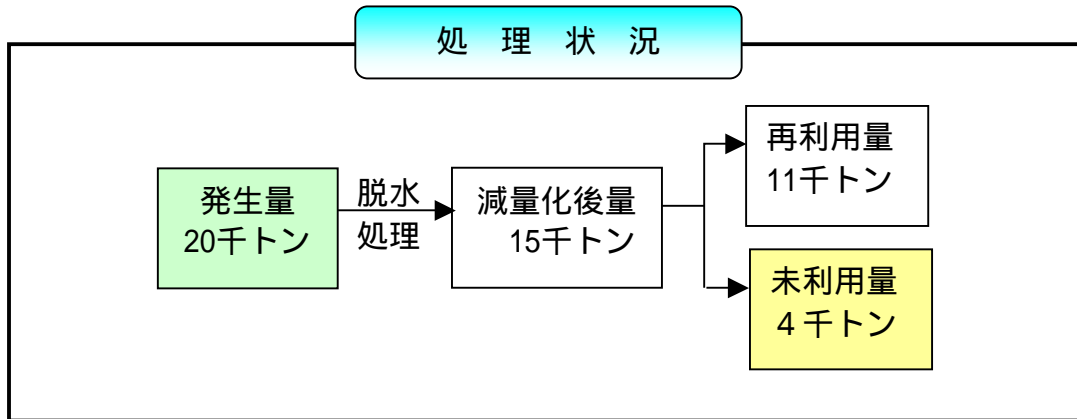 処 理 状 況
発生量
20千トン
脱水
処理
減量化後量
15千トン
再利用量
11千トン
未利用量
４千トン